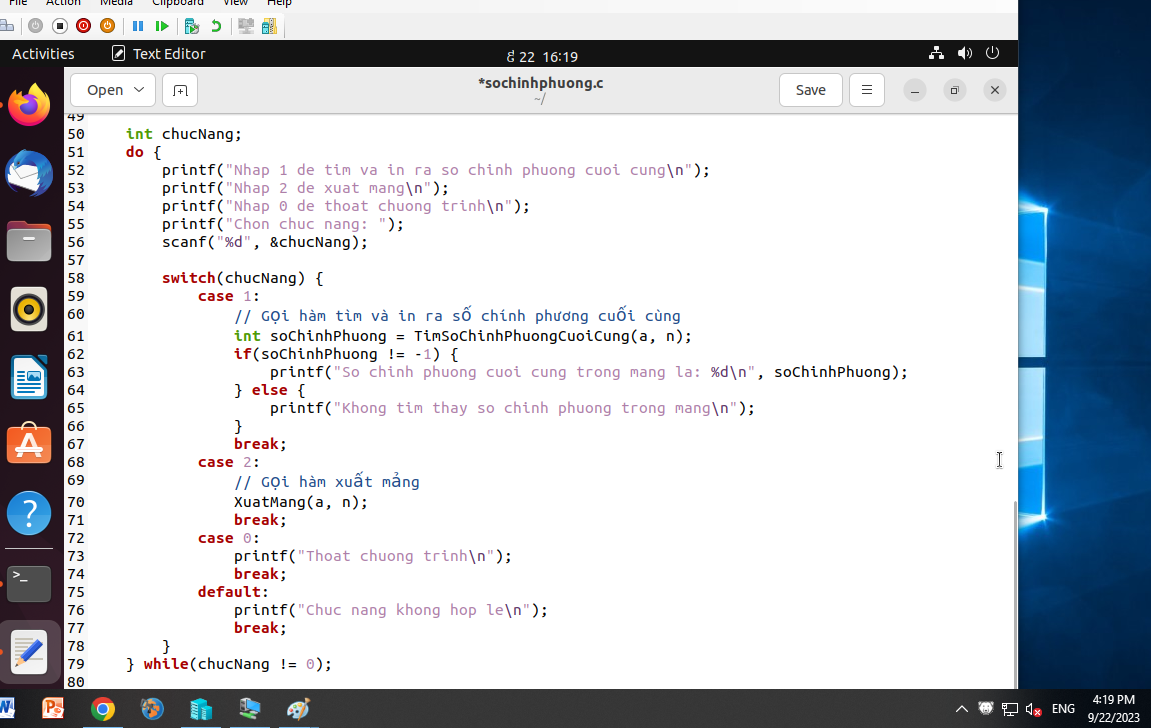 File Action Media Clipboard View Help
Activities Text Editor 22 16:19
Open *sochinhphuong.c Save
~/
49
50 int chucNang;
51 do {
52 printf("Nhap 1 de tim va in ra so chinh phuong cuoi cung\n");
53 printf("Nhap 2 de xuat mang\n");
54 printf("Nhap 0 de thoat chuong trinh\n");
55 printf("Chon chuc nang: ");
56 scanf("%d", &chucNang);
57
58 switch(chucNang) {
59 case 1:
60 // Gọi hàm tìm và in ra số chính phương cuối cùng
61 int soChinhPhuong = TimSoChinhPhuongCuoiCung(a, n);
62 if(soChinhPhuong != -1) {
63 printf("So chinh phuong cuoi cung trong mang la: %d\n", soChinhPhuong);
64 } else {
65 printf("Khong tim thay so chinh phuong trong mang\n");
66 }
67 break;
68 case 2:
69 // Gọi hàm xuất mảng
70 XuatMang(a, n);
71 break;
72 case 0:
73 printf("Thoat chuong trinh\n");
74 break;
75 default:
76 printf("Chuc nang khong hop le\n");
77 break;
78 }
79 } while(chucNang != 0);
80
ENG 4:19 PM
9/22/2023